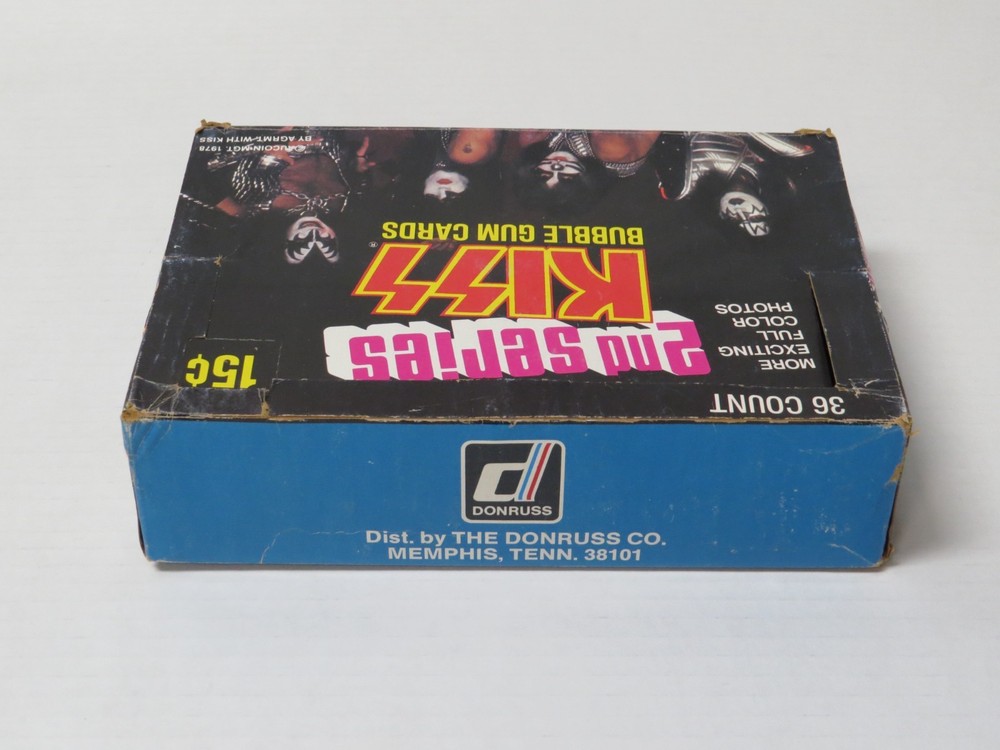 36 COUNT
MORE
EXCITING
FULL
COLOR
PHOTOS
2nd series
15¢
KISS®
BUBBLE GUM CARDS
©AUCOIN MGT. 1978
BY AGRMT. WITH KISS
d
DONRUSS
Dist. by THE DONRUSS CO.
MEMPHIS, TENN. 38101